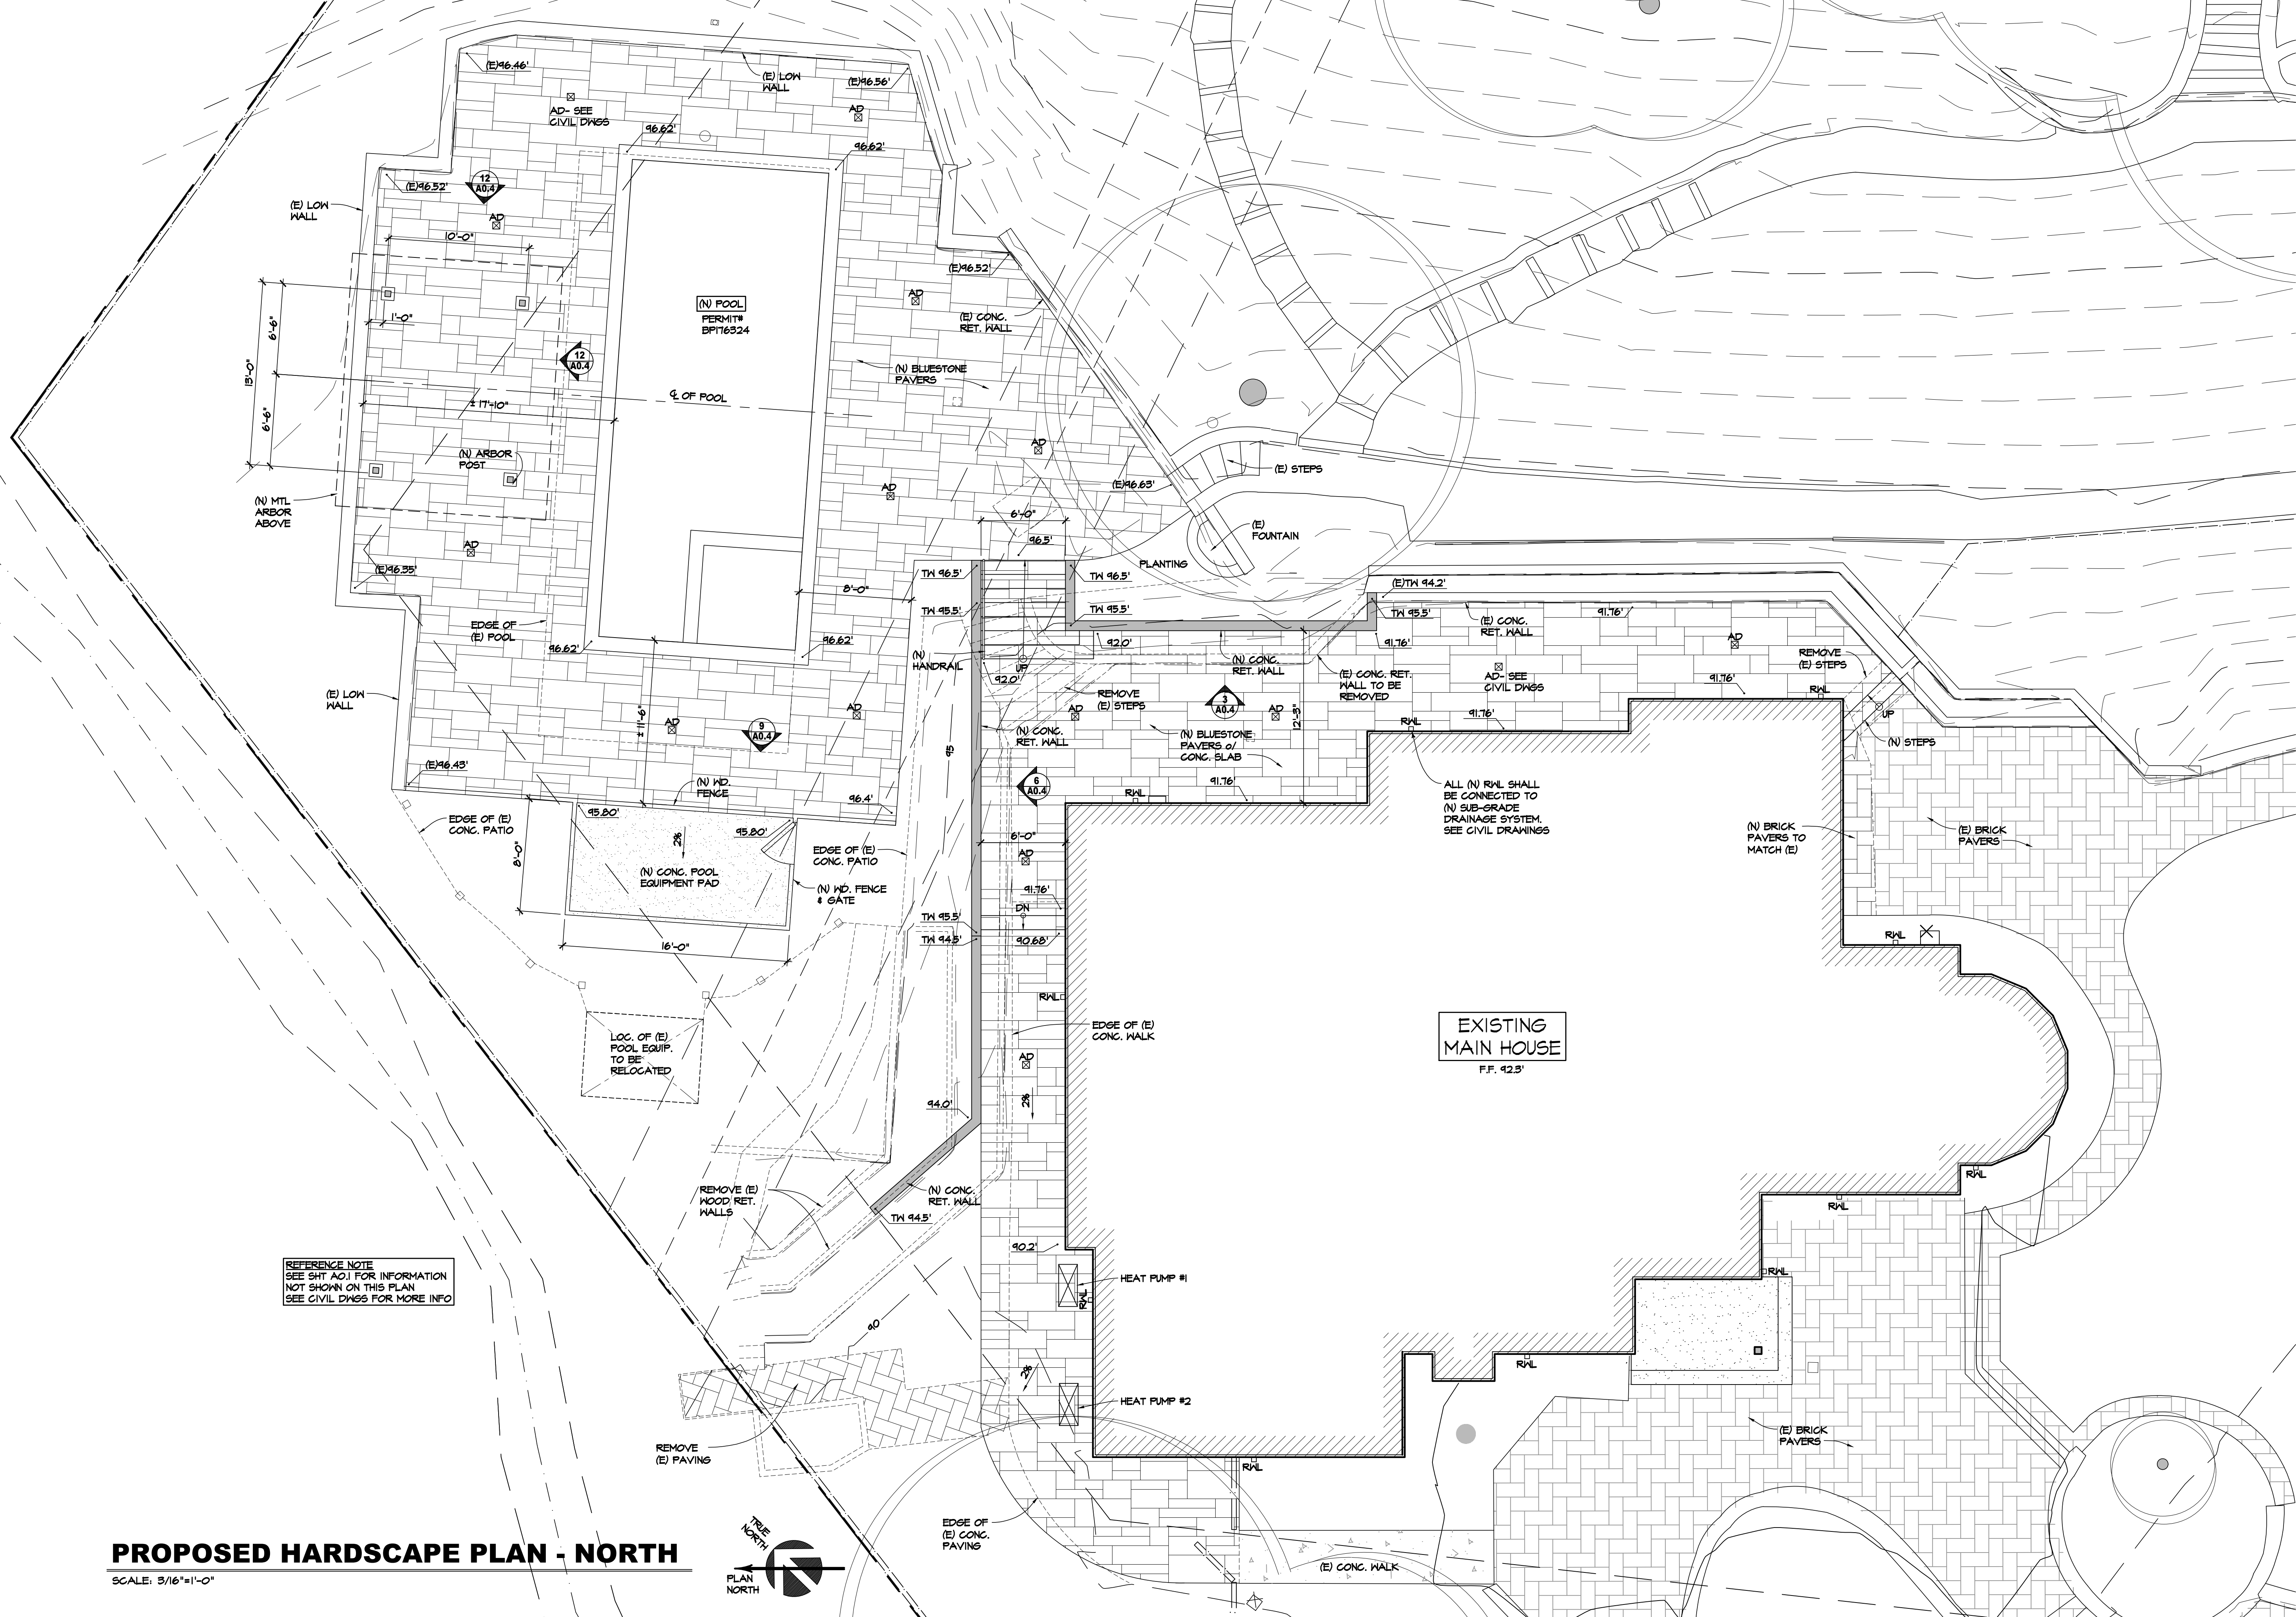 (E)96.46'
(E) LOW
WALL
(E)96.56'
AD- SEE
CIVIL DWGS
AD
96.62'
96.62'
(E)96.52'
12
A0.4
(E) LOW
WALL
AD
10'-0"
(E)96.52'
AD
(N) POOL
PERMIT#
BP176324
(E) CONC.
RET. WALL
1'-0"
6'-6"
13'-0"
6'-6"
12
A0.4
(N) BLUESTONE
PAVERS
± 17'-10"
℄ OF POOL
AD
(N) ARBOR
POST
(E) STEPS
(E)96.63'
AD
(N) MTL
ARBOR
ABOVE
6'-0"
(E)
FOUNTAIN
96.5'
AD
PLANTING
(E)96.35'
TW 96.5'
TW 96.5'
(E)TW 94.2'
8'-0"
TW 95.5'
TW 95.5'
TW 95.5'
91.76'
EDGE OF
(E) POOL
(E) CONC.
RET. WALL
AD
96.62'
96.62'
92.0'
91.76'
(N)
HANDRAIL
UP
92.0'
(N) CONC.
RET. WALL
(E) CONC. RET.
WALL TO BE
REMOVED
AD- SEE
CIVIL DWGS
REMOVE
(E) STEPS
91.76'
RWL
(E) LOW
WALL
REMOVE
(E) STEPS
3
A0.4
AD
AD
AD
AD
± 11'-6"
9
A0.4
12'-3"
RWL
91.76'
UP
(N) CONC.
RET. WALL
(N) BLUESTONE
PAVERS o/
CONC. SLAB
(N) STEPS
95
(E)96.43'
(N) WD.
FENCE
6
A0.4
91.76'
RWL
ALL (N) RWL SHALL
BE CONNECTED TO
(N) SUB-GRADE
DRAINAGE SYSTEM.
SEE CIVIL DRAWINGS
96.4'
95.80'
95.80'
2%
EDGE OF (E)
CONC. PATIO
6'-0"
EDGE OF (E)
CONC. PATIO
AD
8'-0"
(N) BRICK
PAVERS TO
MATCH (E)
(E) BRICK
PAVERS
(N) CONC. POOL
EQUIPMENT PAD
(N) WD. FENCE
& GATE
91.76'
DN
TW 95.5'
TW 94.5'
90.68'
16'-0"
RWL
RWL
LOC. OF (E)
POOL EQUIP.
TO BE
RELOCATED
EDGE OF (E)
CONC. WALK
EXISTING
MAIN HOUSE
F.F. 92.3'
AD
94.0'
2%
REMOVE (E)
WOOD RET.
WALLS
(N) CONC.
RET. WALL
TW 94.5'
RWL
RWL
90.2'
REFERENCE NOTE
SEE SHT A0.1 FOR INFORMATION
NOT SHOWN ON THIS PLAN
SEE CIVIL DWGS FOR MORE INFO
HEAT PUMP #1
RWL
RWL
90
2%
RWL
HEAT PUMP #2
REMOVE
(E) PAVING
RWL
(E) BRICK
PAVERS
EDGE OF
(E) CONC.
PAVING
(E) CONC. WALK
PROPOSED HARDSCAPE PLAN - NORTH
SCALE: 3/16"=1'-0"
TRUE
NORTH
PLAN
NORTH